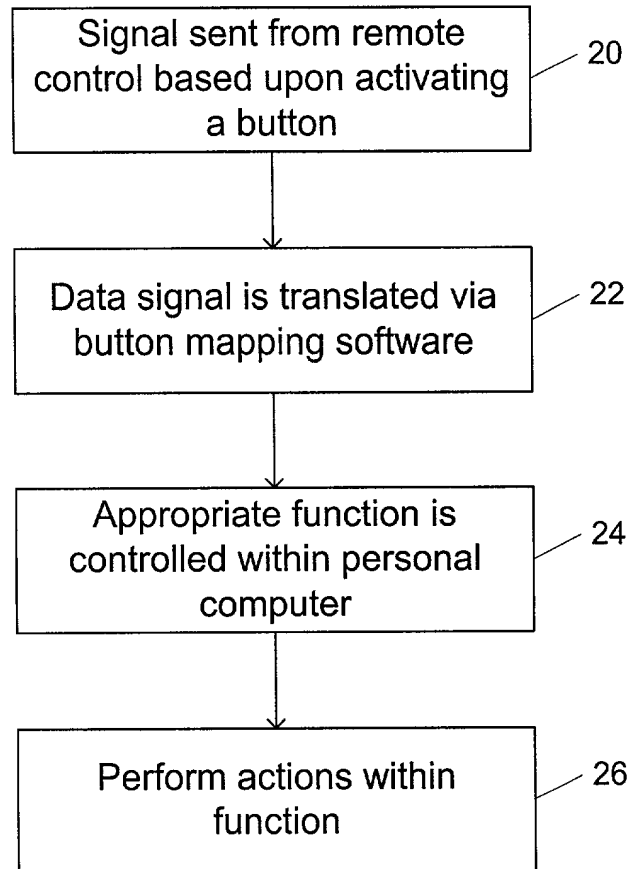 Signal sent from remote
control based upon activating
a button
20
Data signal is translated via
button mapping software
22
Appropriate function is
controlled within personal
computer
24
Perform actions within
function
26